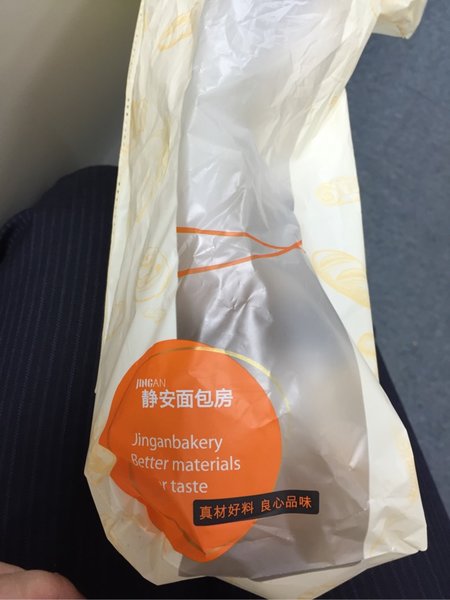 JINGAN
静安面包房
Jinganbakery
Better materials
taste
真材好料 良心品味